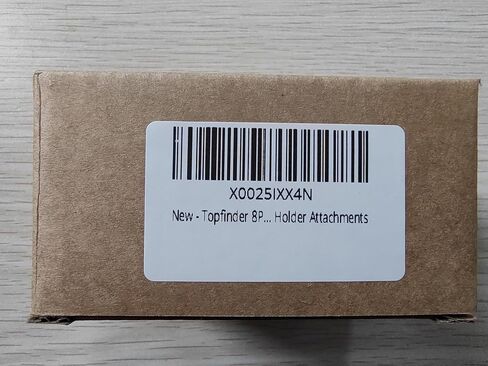 X0025IXX4N
New - Topfinder 8P... Holder Attachments